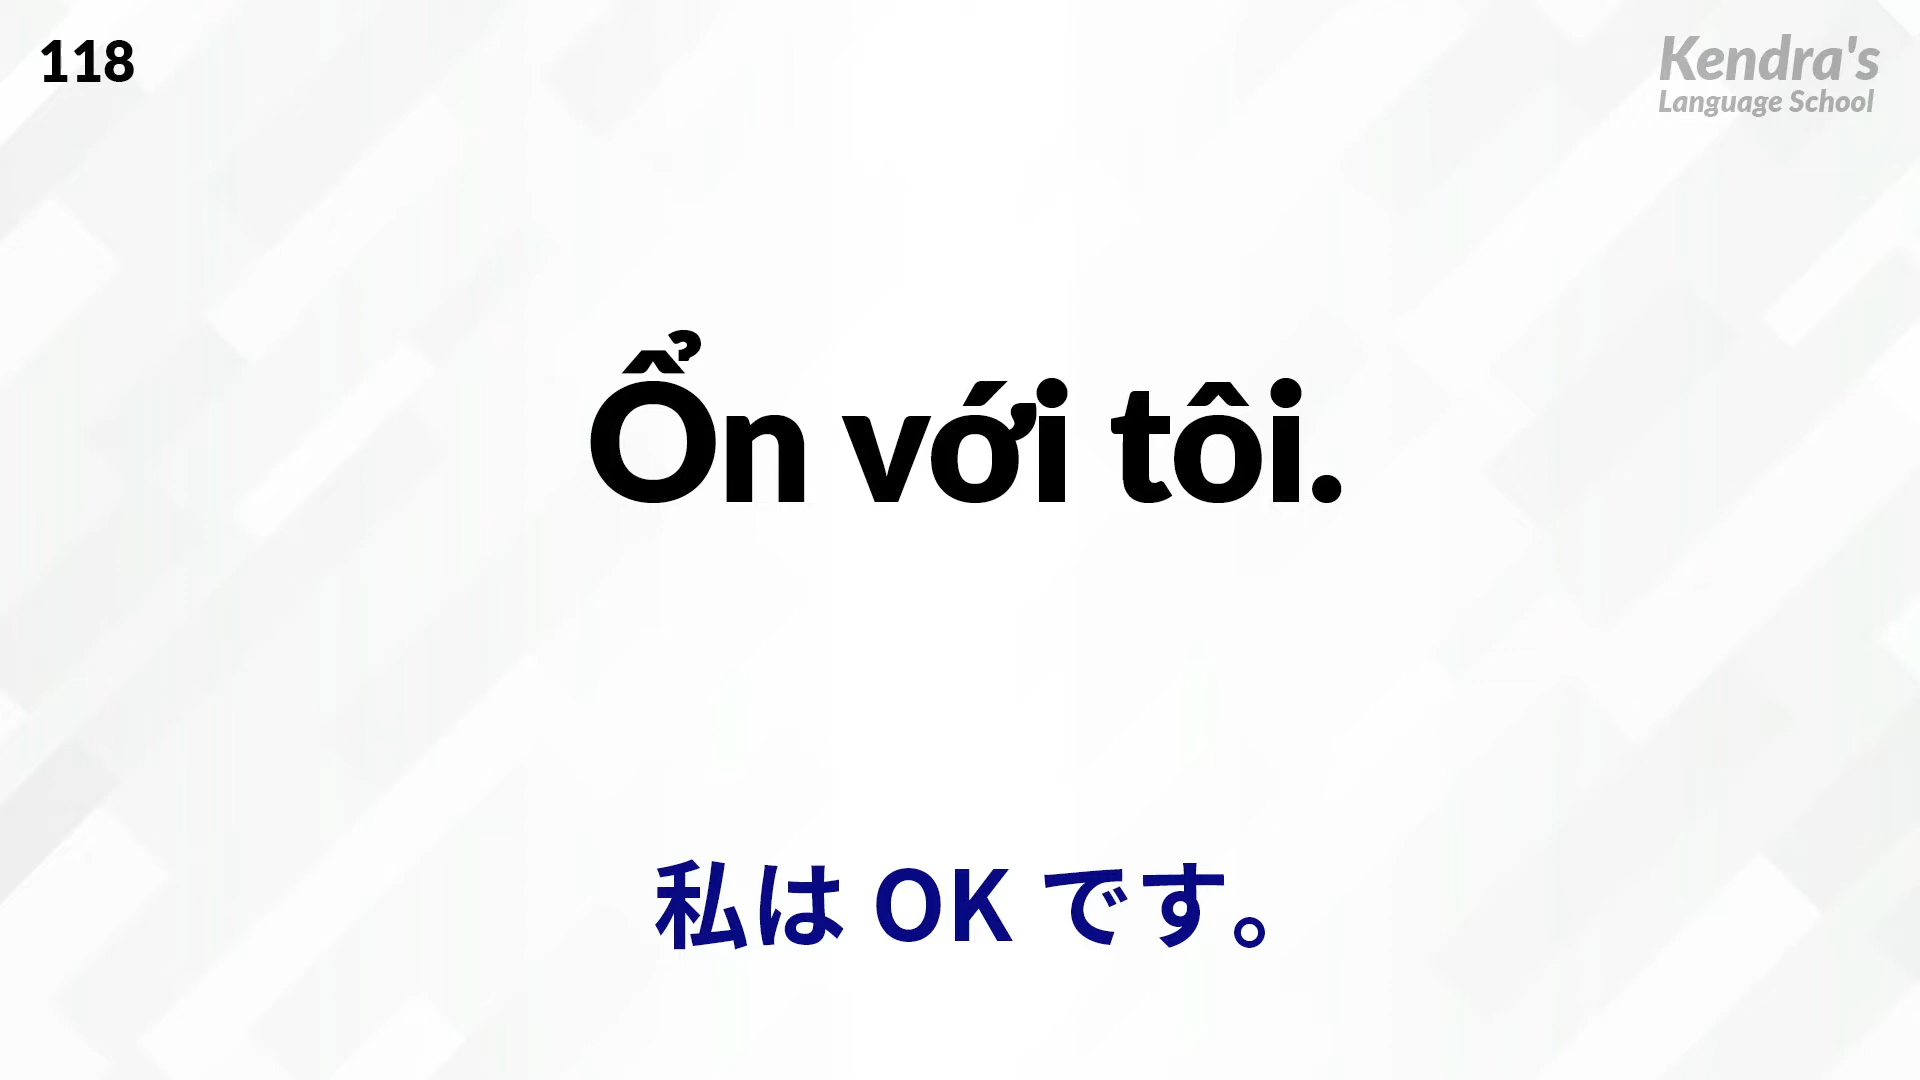 118
Kendra's
Language School
Ổn với tôi.
私は OK です。